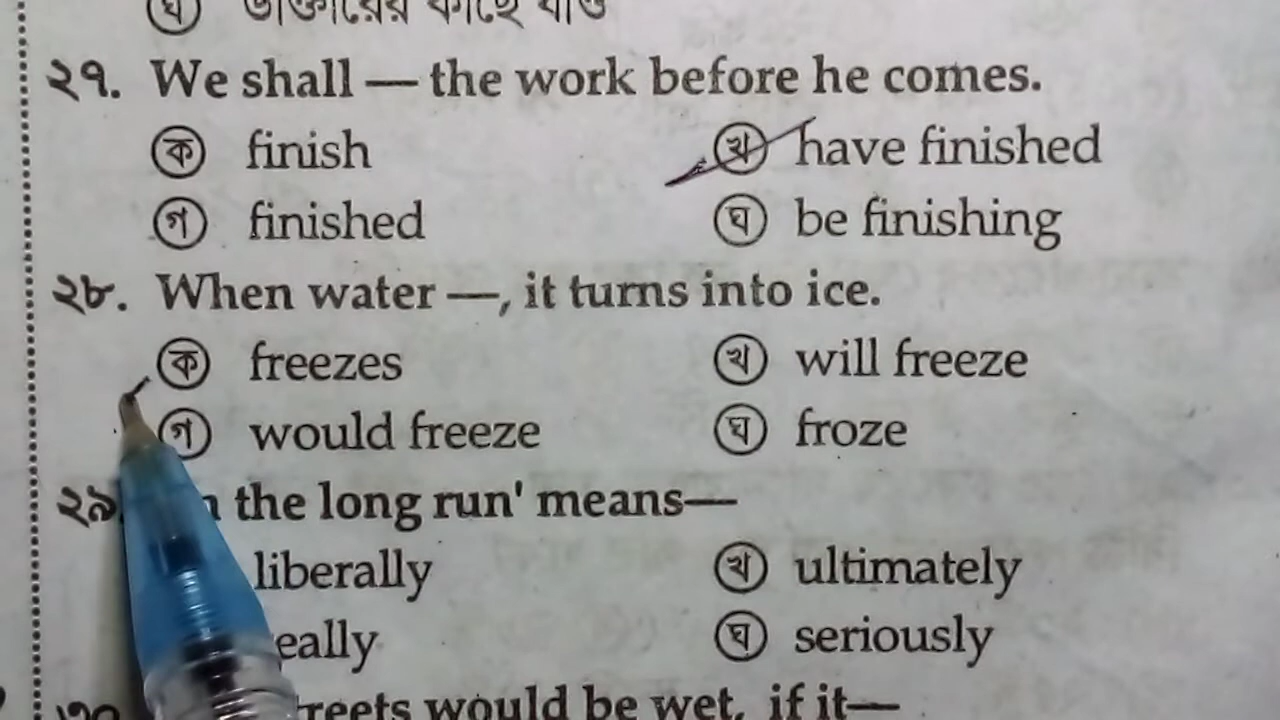 ঘ ডাক্তারের কাছে যাও
২৭. We shall — the work before he comes.
ক finish খ have finished
গ finished ঘ be finishing
২৮. When water —, it turns into ice.
ক freezes খ will freeze
গ would freeze ঘ froze
২৯. the long run' means—
liberally খ ultimately
ঘ seriously
৩০ would be wet, if it—